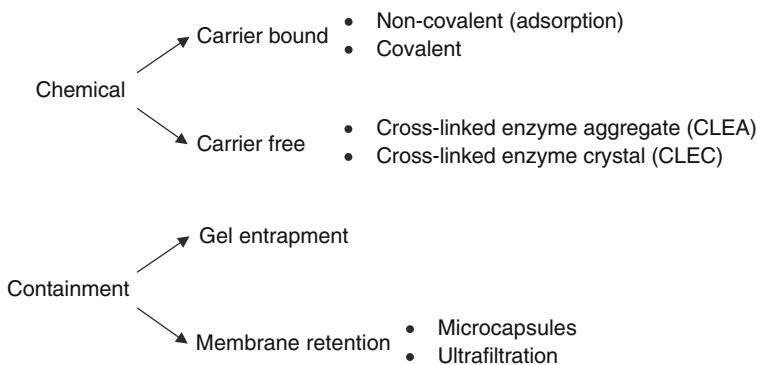 Carrier bound
• Non-covalent (adsorption)
• Covalent
Chemical
Carrier free
• Cross-linked enzyme aggregate (CLEA)
• Cross-linked enzyme crystal (CLEC)
Gel entrapment
Containment
Membrane retention
• Microcapsules
• Ultrafiltration